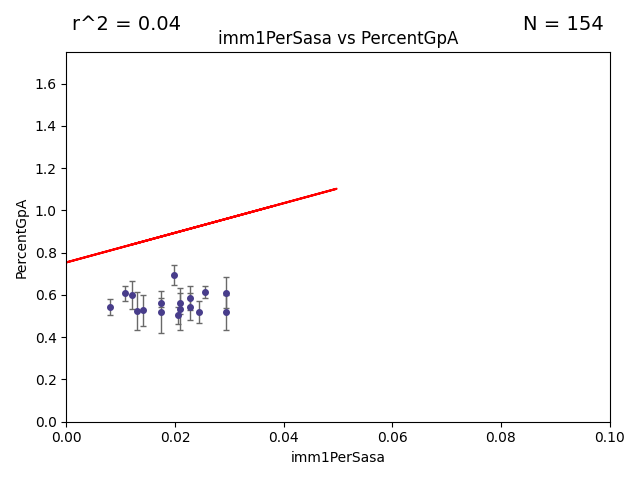 r^2 = 0.04
N = 154
imm1PerSasa vs PercentGpA
PercentGpA
1.6
1.4
1.2
1.0
0.8
0.6
0.4
0.2
0.0
0.00 0.02 0.04 0.06 0.08 0.10
imm1PerSasa